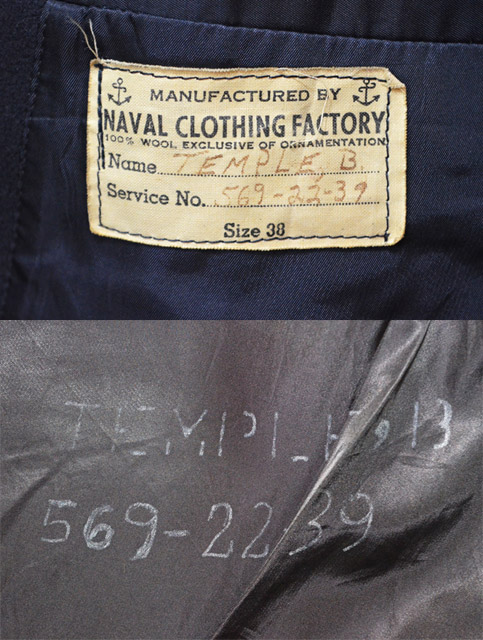 MANUFACTURED BY
NAVAL CLOTHING FACTORY
100% WOOL EXCLUSIVE OF ORNAMENTATION
Name TEMPLE, B.
Service No. 569-22-39
Size 38
TEMPLE, B
569-22 39